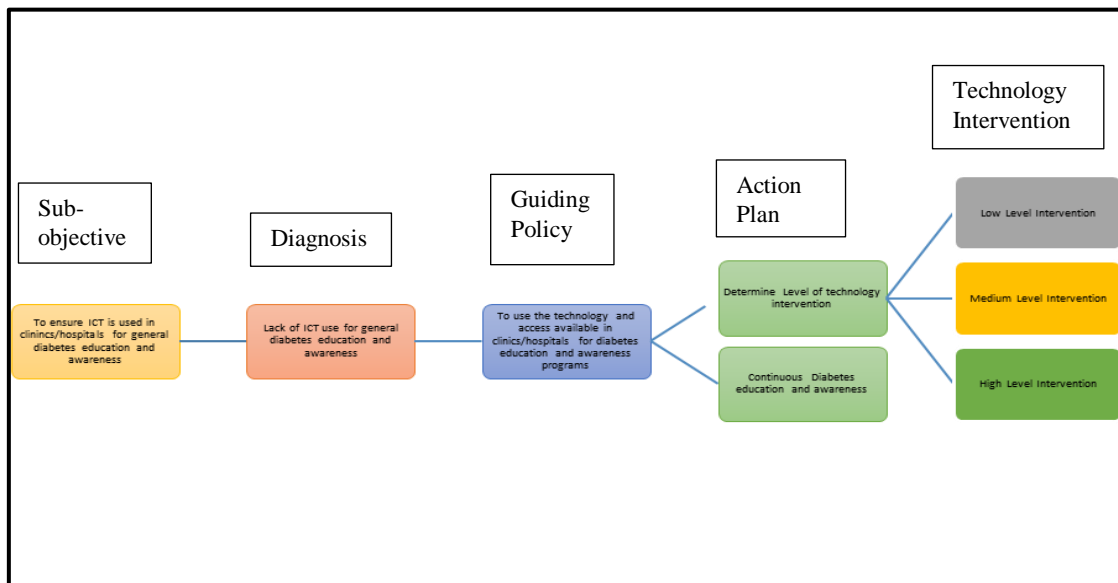 Technology
Intervention
Sub-
objective
Diagnosis
Guiding
Policy
Action
Plan
To ensure ICT is used in
clinincs/hospitals for general
diabetes education and
awareness
Lack of ICT use for general
diabetes education and
awareness
To use the technology and
access available in
clinics/hospitals for diabetes
education and awareness
programs
Determine Level of technology
intervention
Continuous Diabetes
education and awareness
Low Level Intervention
Medium Level Intervention
High Level Intervention